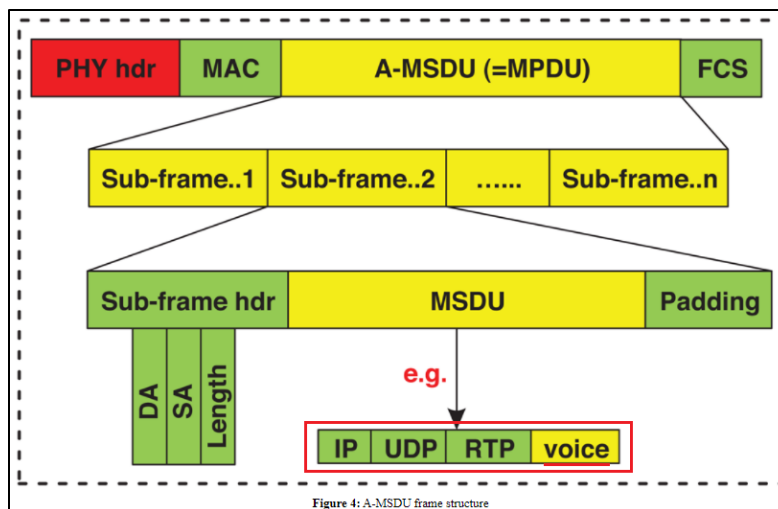 PHY hdr MAC A-MSDU (=MPDU) FCS
Sub-frame..1 Sub-frame..2 ...... Sub-frame..n
Sub-frame hdr MSDU Padding
DA
SA
Length
e.g.
IP UDP RTP voice
Figure 4: A-MSDU frame structure